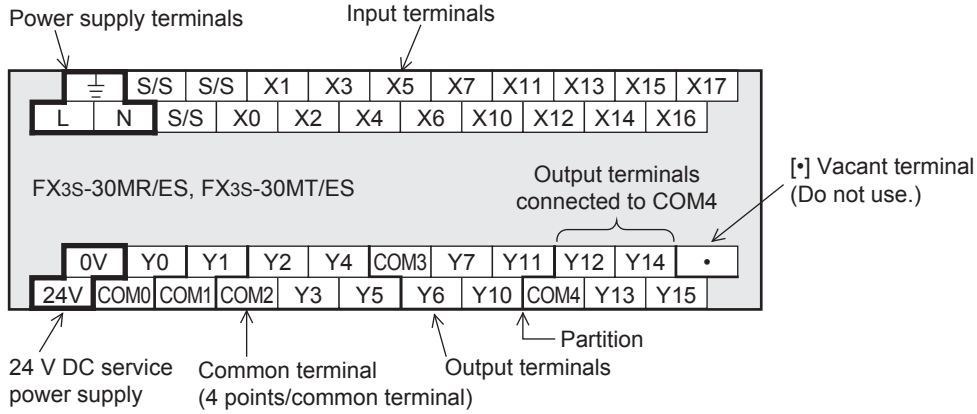 Power supply terminals
Input terminals
S/S S/S X1 X3 X5 X7 X11 X13 X15 X17
L N S/S X0 X2 X4 X6 X10 X12 X14 X16
FX3S-30MR/ES, FX3S-30MT/ES
Output terminals
connected to COM4
[•] Vacant terminal
(Do not use.)
0V Y0 Y1 Y2 Y4 COM3 Y7 Y11 Y12 Y14 •
24V COM0 COM1 COM2 Y3 Y5 Y6 Y10 COM4 Y13 Y15
Partition
24 V DC service
power supply
Common terminal
(4 points/common terminal)
Output terminals